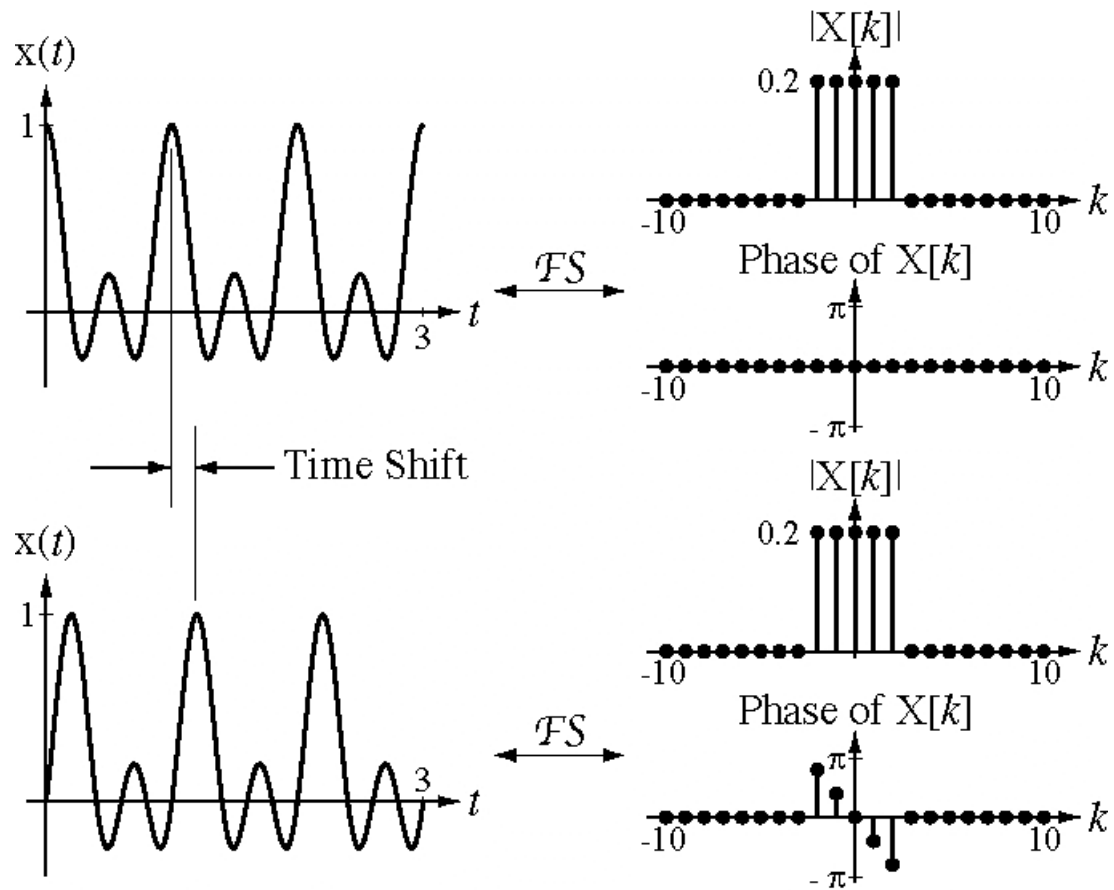 x(t)
1
t
3
|X[k]|
0.2
-10
10
k
Phase of X[k]
π
-π
-10
10
k
ℱS
Time Shift
x(t)
1
t
3
|X[k]|
0.2
-10
10
k
Phase of X[k]
π
-π
-10
10
k
ℱS